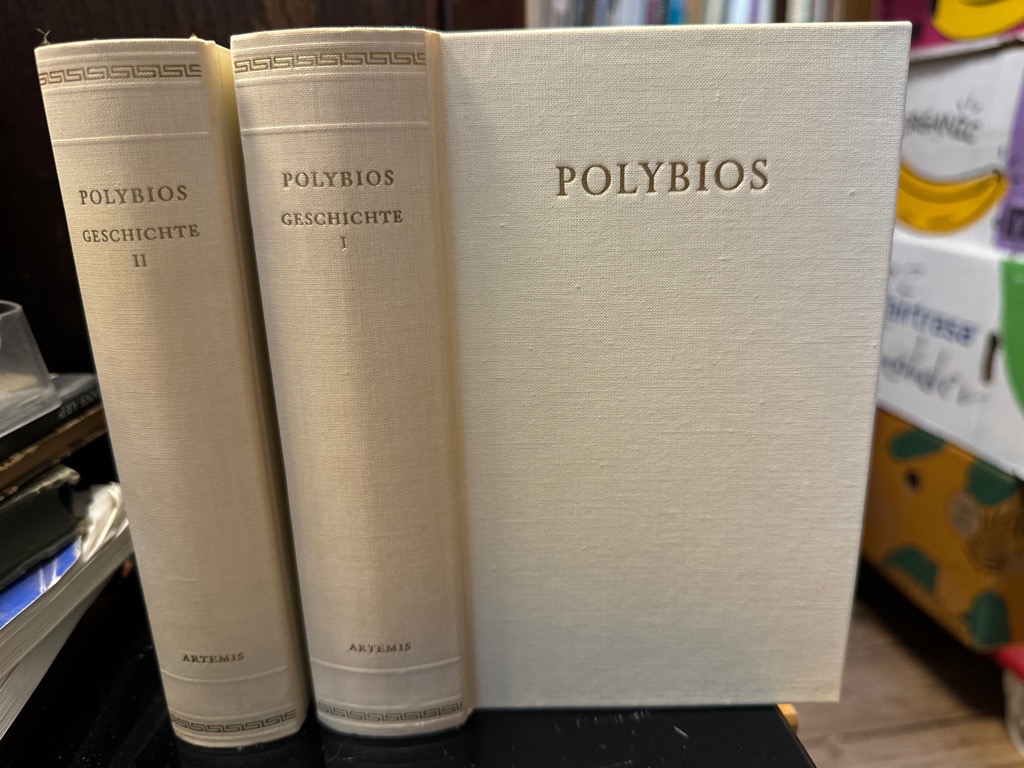 POLYBIOS
GESCHICHTE
II
ARTEMIS
POLYBIOS
GESCHICHTE
I
ARTEMIS
POLYBIOS